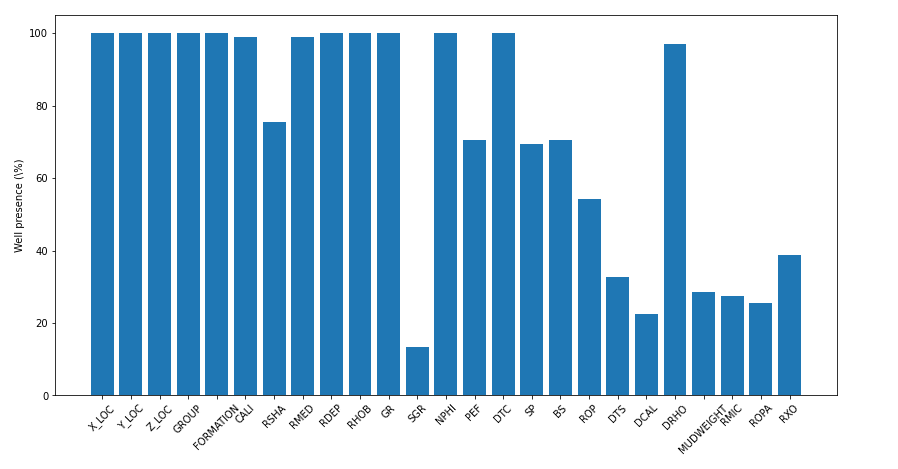 100
80
60
40
20
0
Well presence (\%)
X_LOC
Y_LOC
Z_LOC
GROUP
FORMATION
CALI
RSHA
RMED
RDEP
RHOB
GR
SGR
NPHI
PEF
DTC
SP
BS
ROP
DTS
DCAL
DRHO
MUDWEIGHT
RMIC
ROPA
RXO